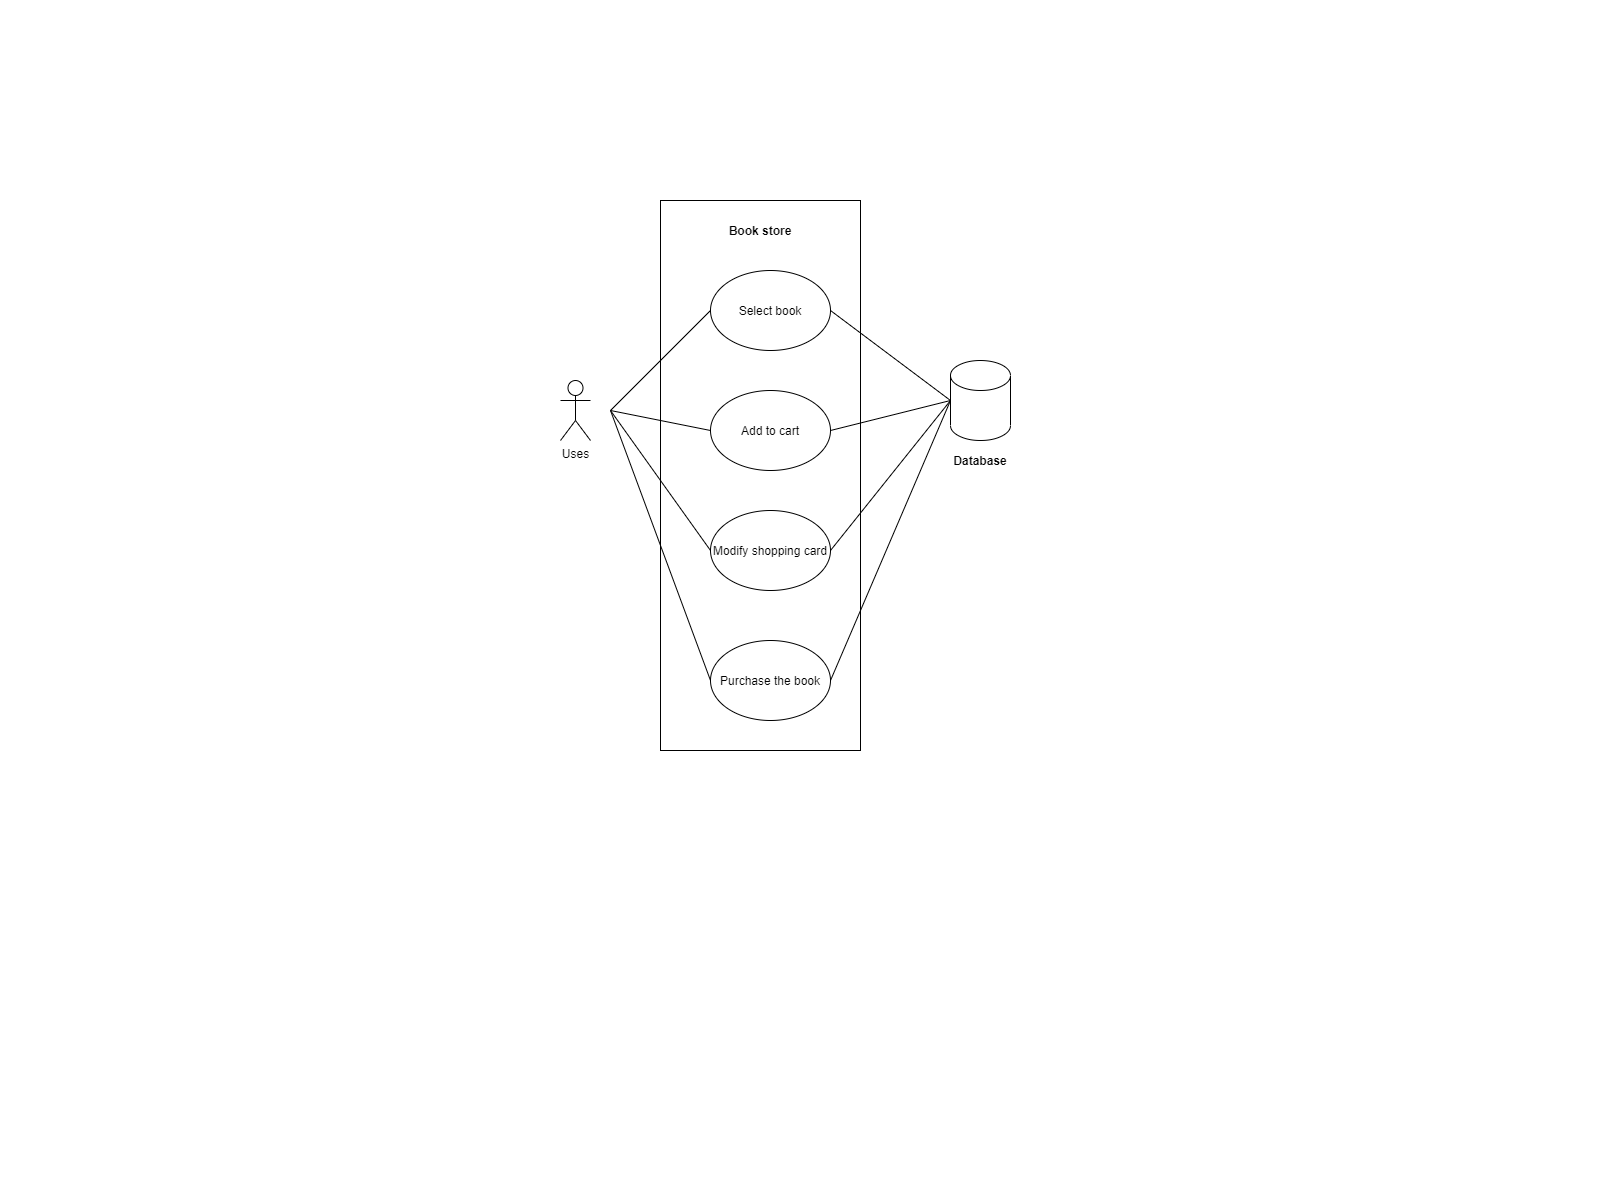 Book store
Select book
Add to cart
Uses
Database
Modify shopping card
Purchase the book